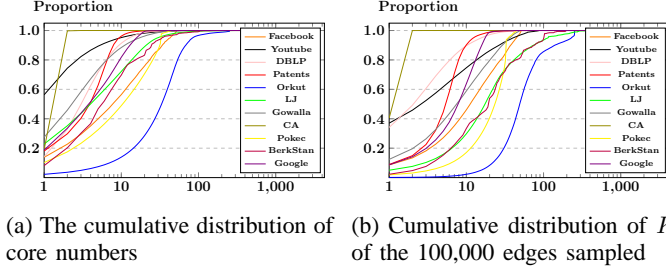 Proportion
1.0
0.8
0.6
0.4
0.2
1
10
100
1,000
Facebook
Youtube
DBLP
Patents
Orkut
LJ
Gowalla
CA
Pokec
BerkStan
Google
(a) The cumulative distribution of
core numbers
Proportion
1.0
0.8
0.6
0.4
0.2
1
10
100
1,000
Facebook
Youtube
DBLP
Patents
Orkut
LJ
Gowalla
CA
Pokec
BerkStan
Google
(b) Cumulative distribution of
of the 100,000 edges sampled